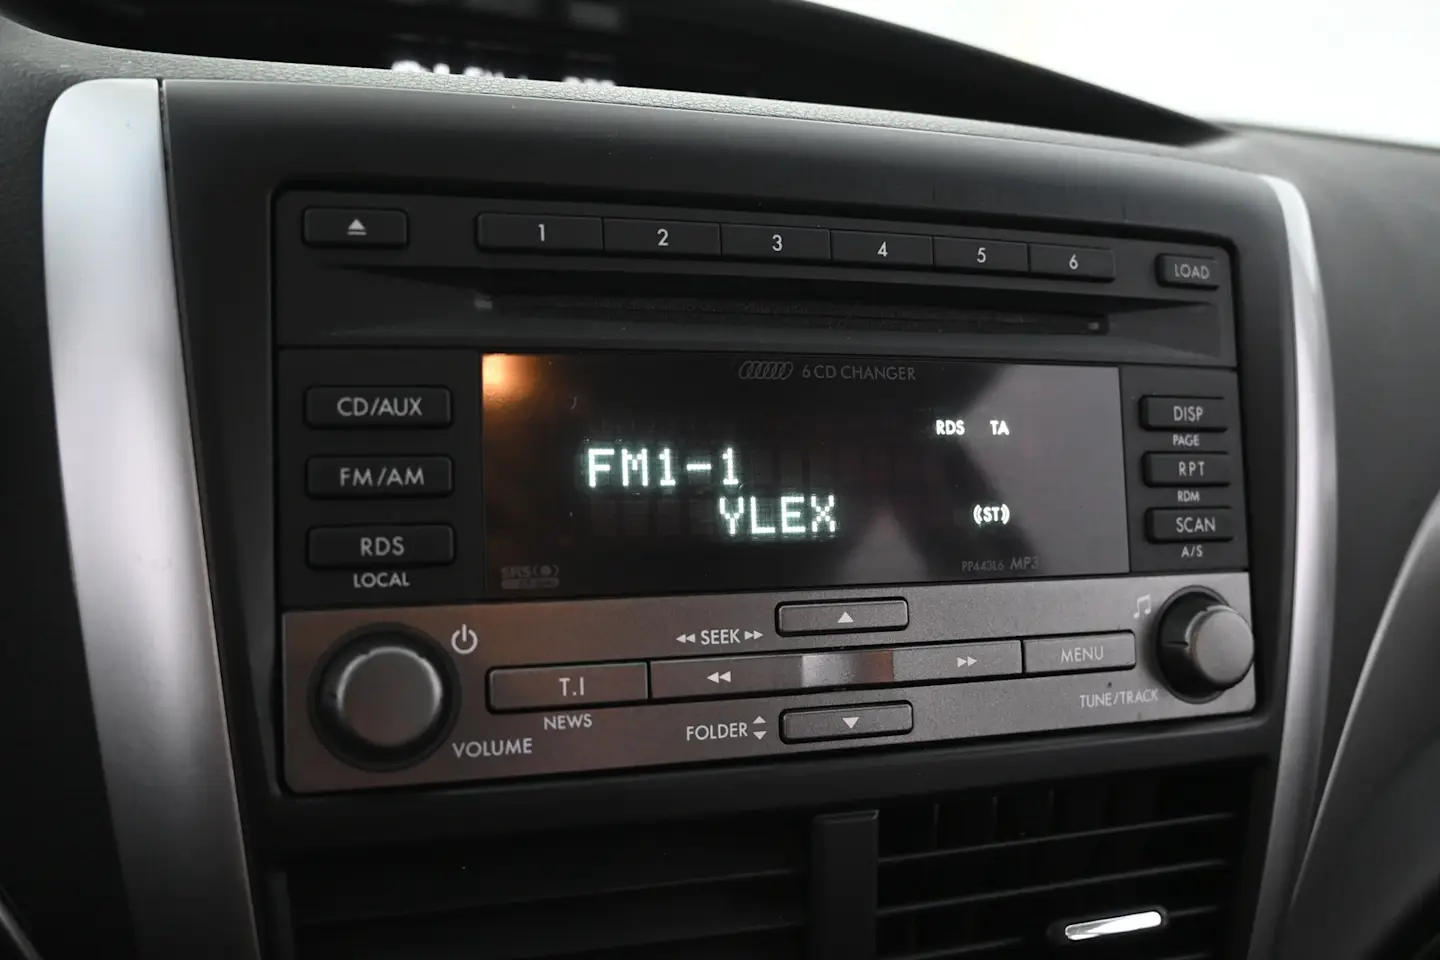 1 2 3 4 5 6 LOAD
6 CD CHANGER
CD/AUX
RDS TA
DISP
PAGE
FM/AM
FM1-1
RPT
RDM
YLEX
(ST)
SCAN
A/S
RDS
LOCAL
PP443L6 MP3
SEEK
T.I
MENU
NEWS
TUNE/TRACK
VOLUME
FOLDER